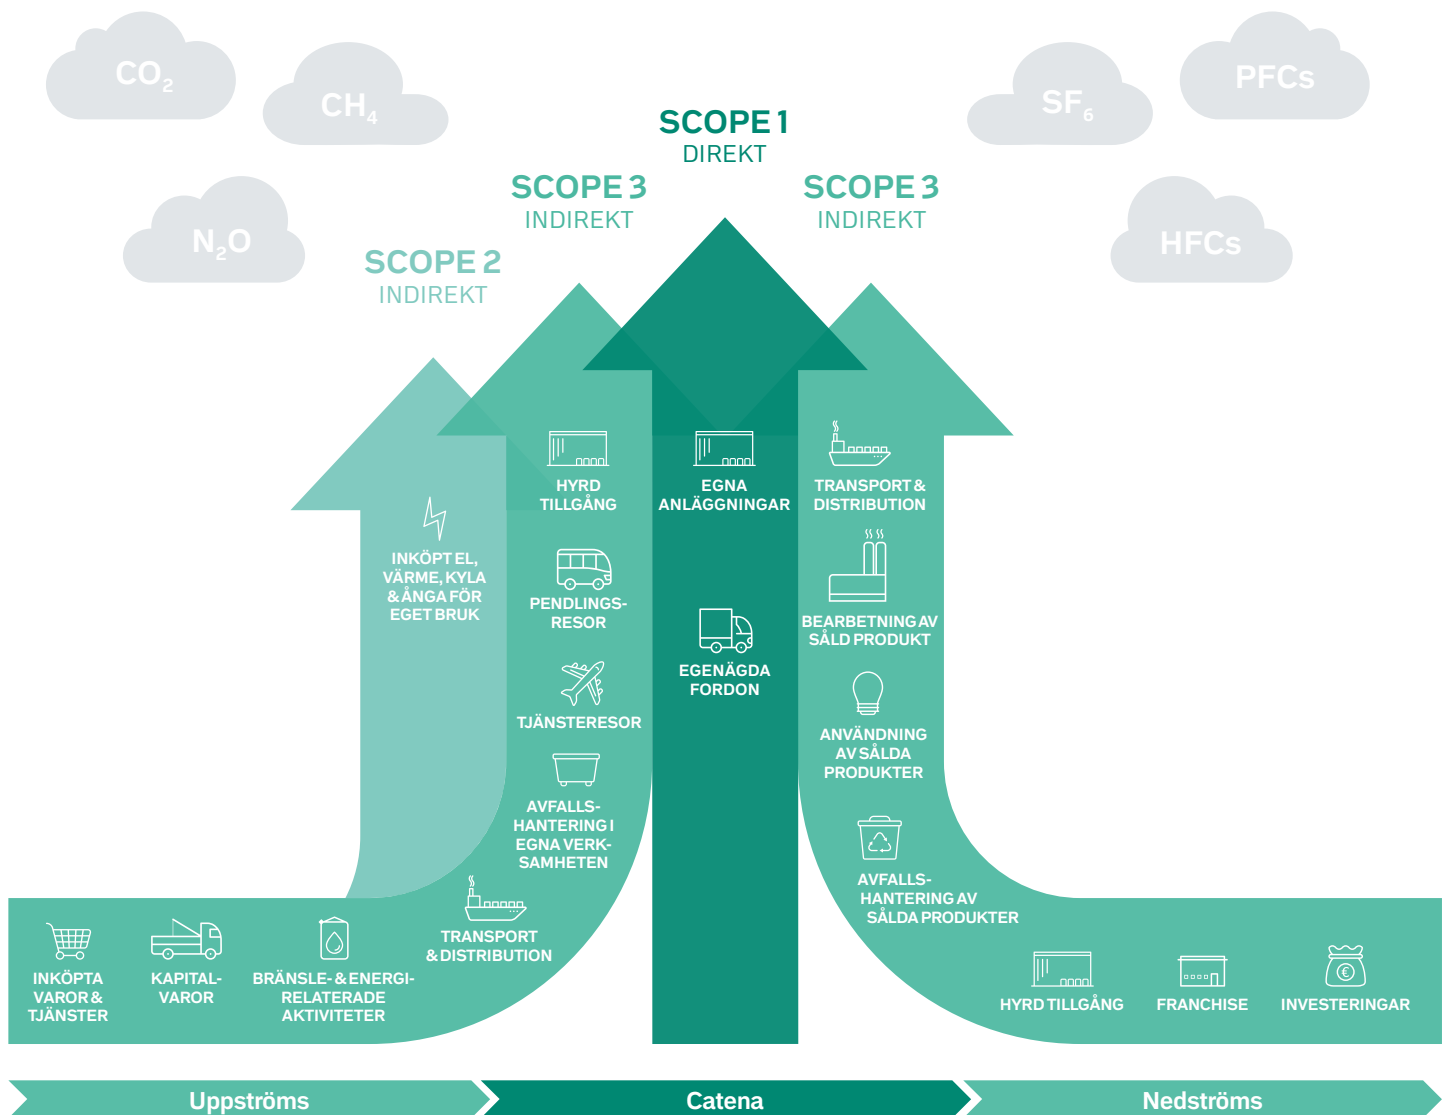 CO₂
CH₄
N₂O
SF₆
PFCs
HFCs
SCOPE 1
DIREKT
SCOPE 3
INDIREKT
SCOPE 3
INDIREKT
SCOPE 2
INDIREKT
INKÖPT EL,
VÄRME, KYLA
& ÅNGA FÖR
EGET BRUK
HYRD
TILLGÅNG
PENDLINGS-
RESOR
TJÄNSTERESOR
AVFALLS-
HANTERING I
EGNA VERK-
SAMHETEN
TRANSPORT
& DISTRIBUTION
INKÖPTA
VAROR &
TJÄNSTER
KAPITAL-
VAROR
BRÄNSLE- & ENERGI-
RELATERADE
AKTIVITETER
EGNA
ANLÄGGNINGAR
EGENÄGDA
FORDON
TRANSPORT &
DISTRIBUTION
BEARBETNING AV
SÅLD PRODUKT
ANVÄNDNING
AV SÅLDA
PRODUKTER
AVFALLS-
HANTERING AV
SÅLDA PRODUKTER
HYRD TILLGÅNG
FRANCHISE
€
INVESTERINGAR
Uppströms
Catena
Nedströms